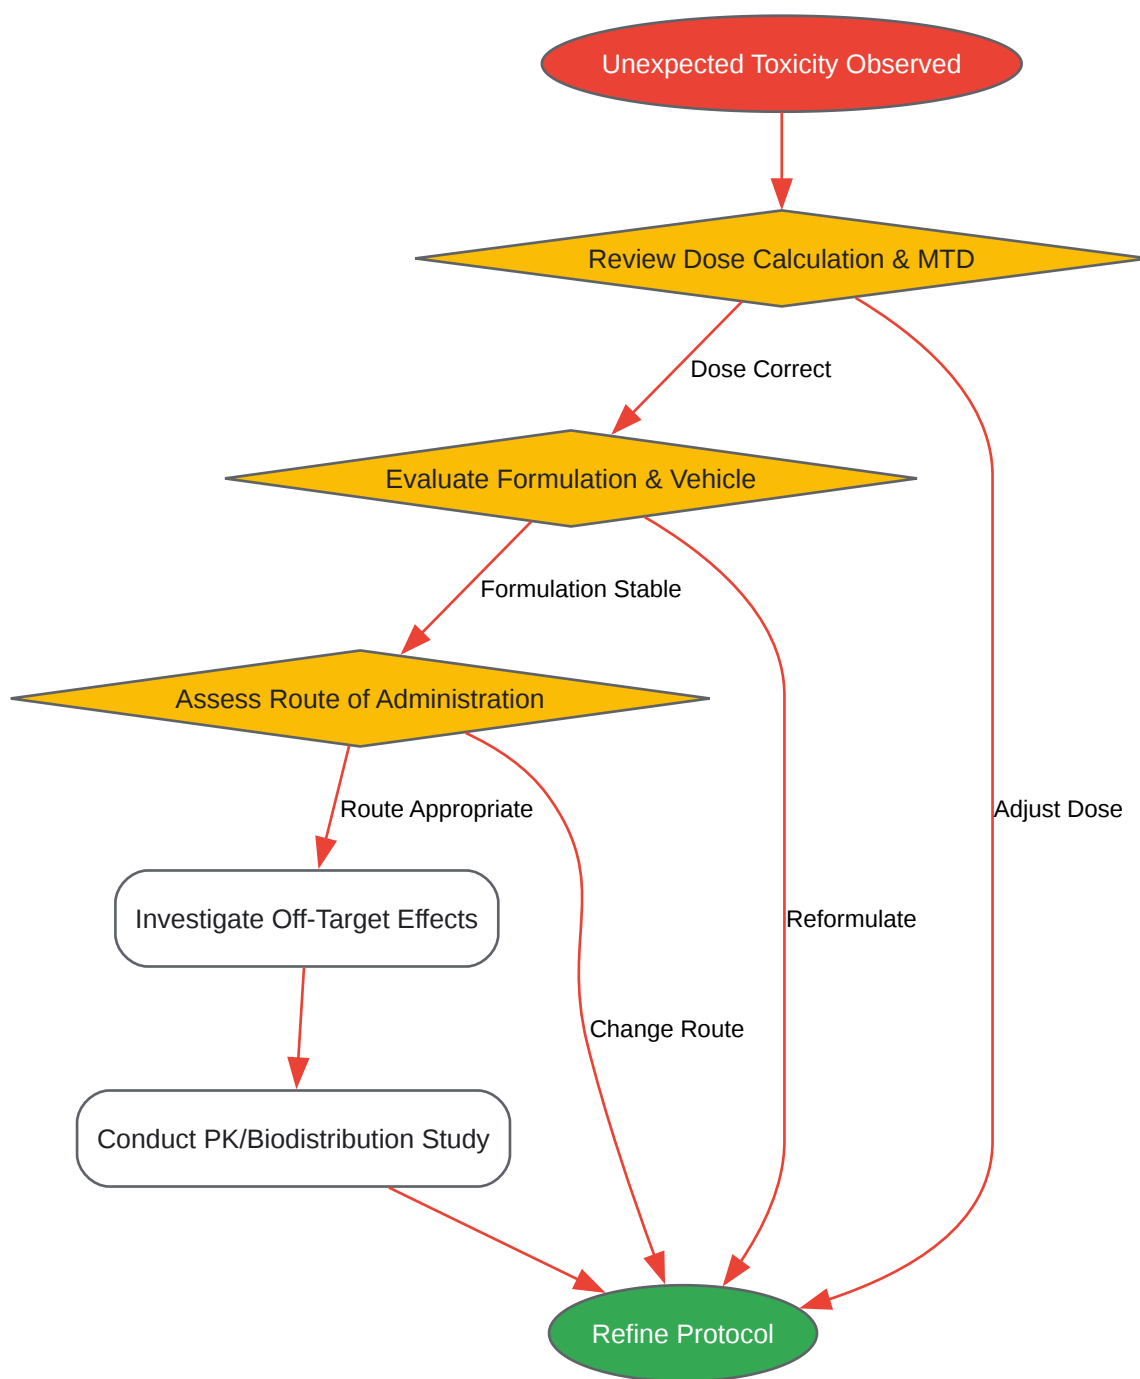 Unexpected Toxicity Observed
Review Dose Calculation & MTD
Dose Correct
Evaluate Formulation & Vehicle
Formulation Stable
Assess Route of Administration
Route Appropriate
Adjust Dose
Investigate Off-Target Effects
Reformulate
Change Route
Conduct PK/Biodistribution Study
Refine Protocol